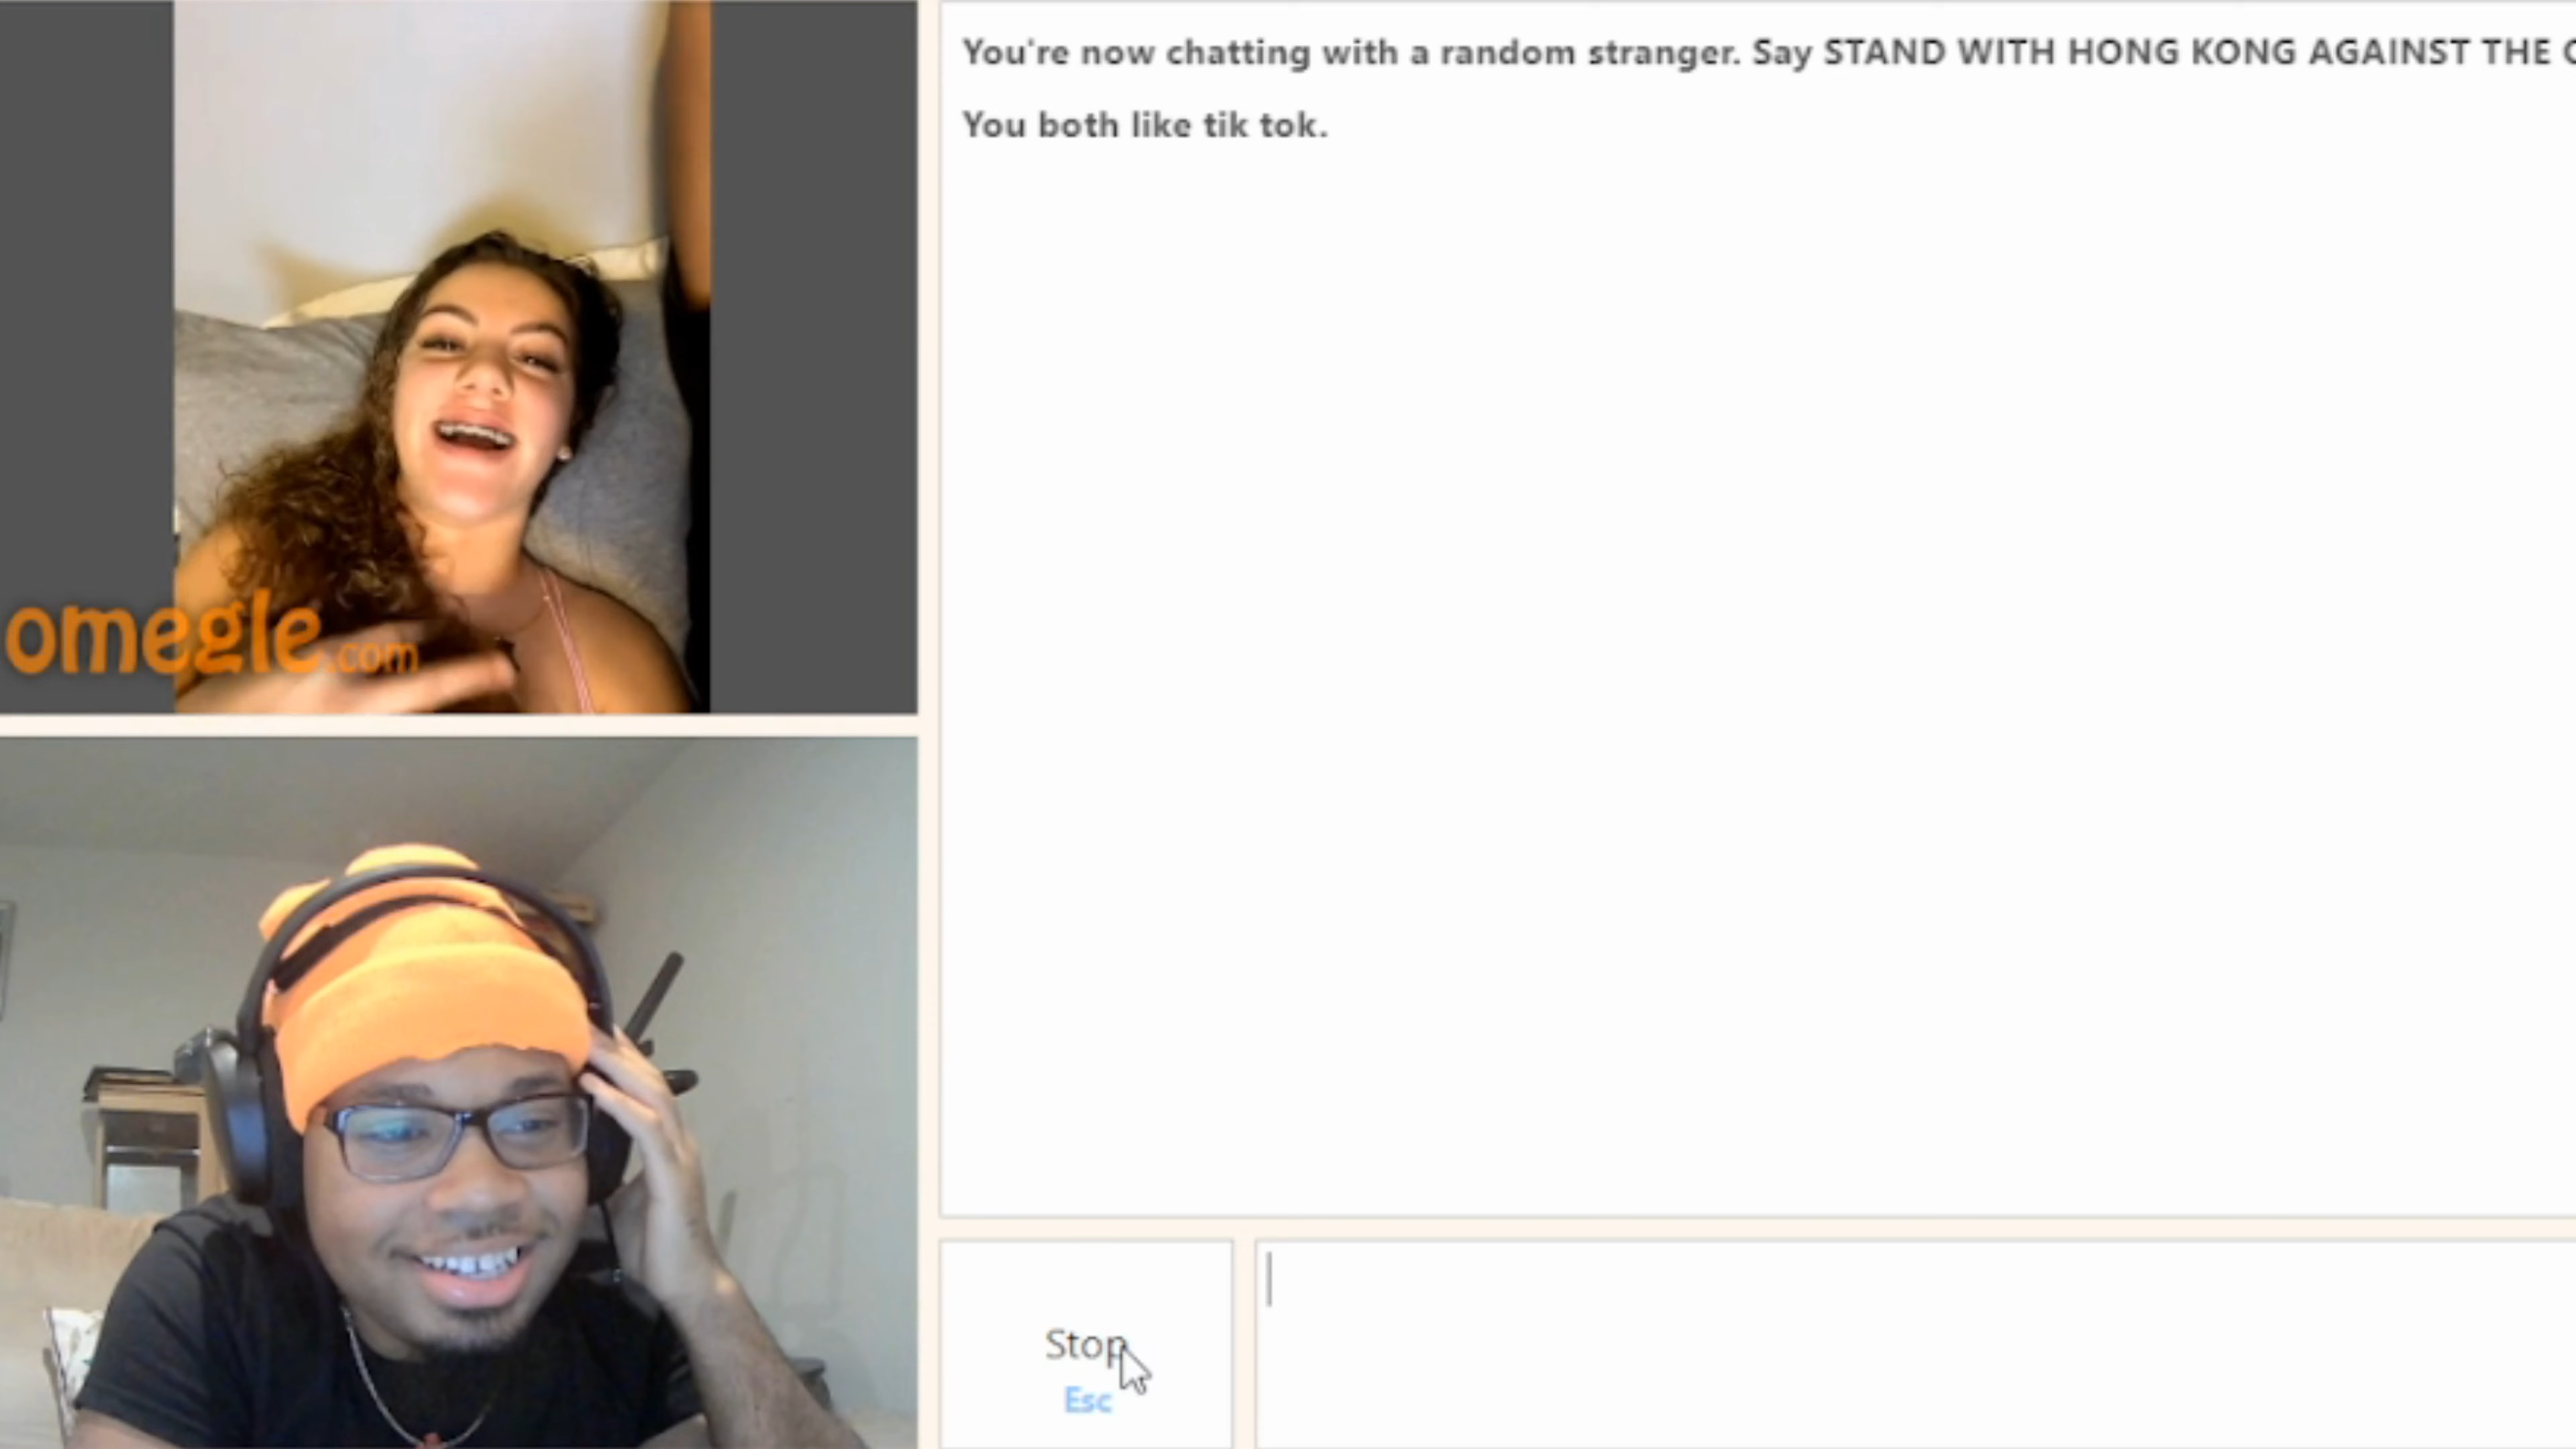 You're now chatting with a random stranger. Say STAND WITH HONG KONG AGAINST THE
You both like tik tok.
omegle.com
Stop
Esc